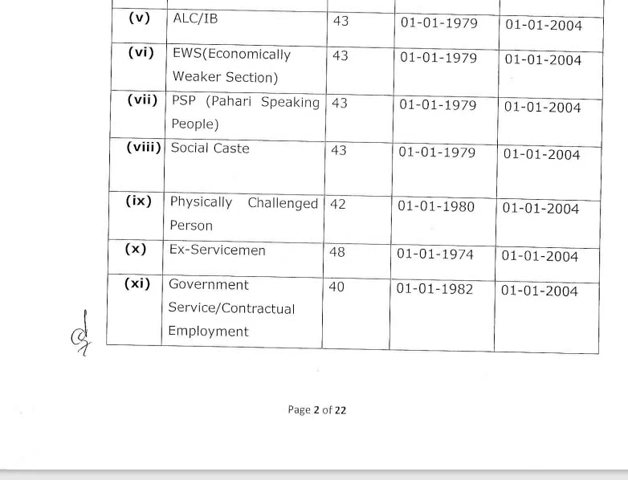 (v) ALC/IB 43 01-01-1979 01-01-2004
(vi) EWS(Economically 43 01-01-1979 01-01-2004
Weaker Section)
(vii) PSP (Pahari Speaking 43 01-01-1979 01-01-2004
People)
(viii) Social Caste 43 01-01-1979 01-01-2004
(ix) Physically Challenged 42 01-01-1980 01-01-2004
Person
(x) Ex-Servicemen 48 01-01-1974 01-01-2004
(xi) Government 40 01-01-1982 01-01-2004
Service/Contractual
Employment
Page 2 of 22